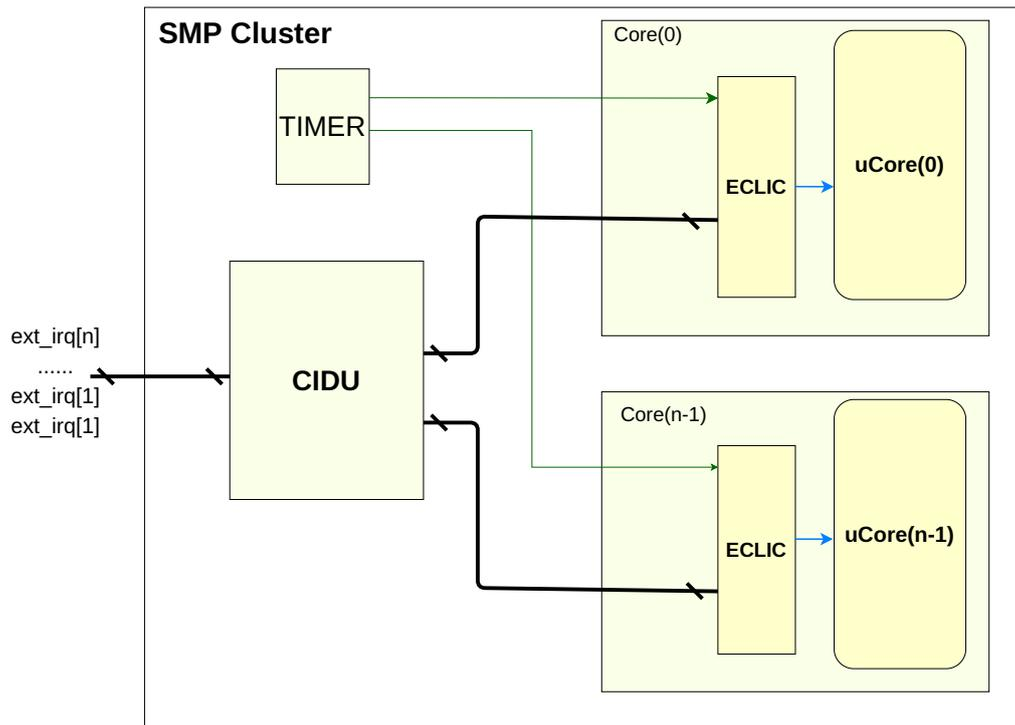 SMP Cluster
Core(0)
TIMER
uCore(0)
ECLIC
ext_irq[n]
......
ext_irq[1]
ext_irq[1]
CIDU
Core(n-1)
uCore(n-1)
ECLIC